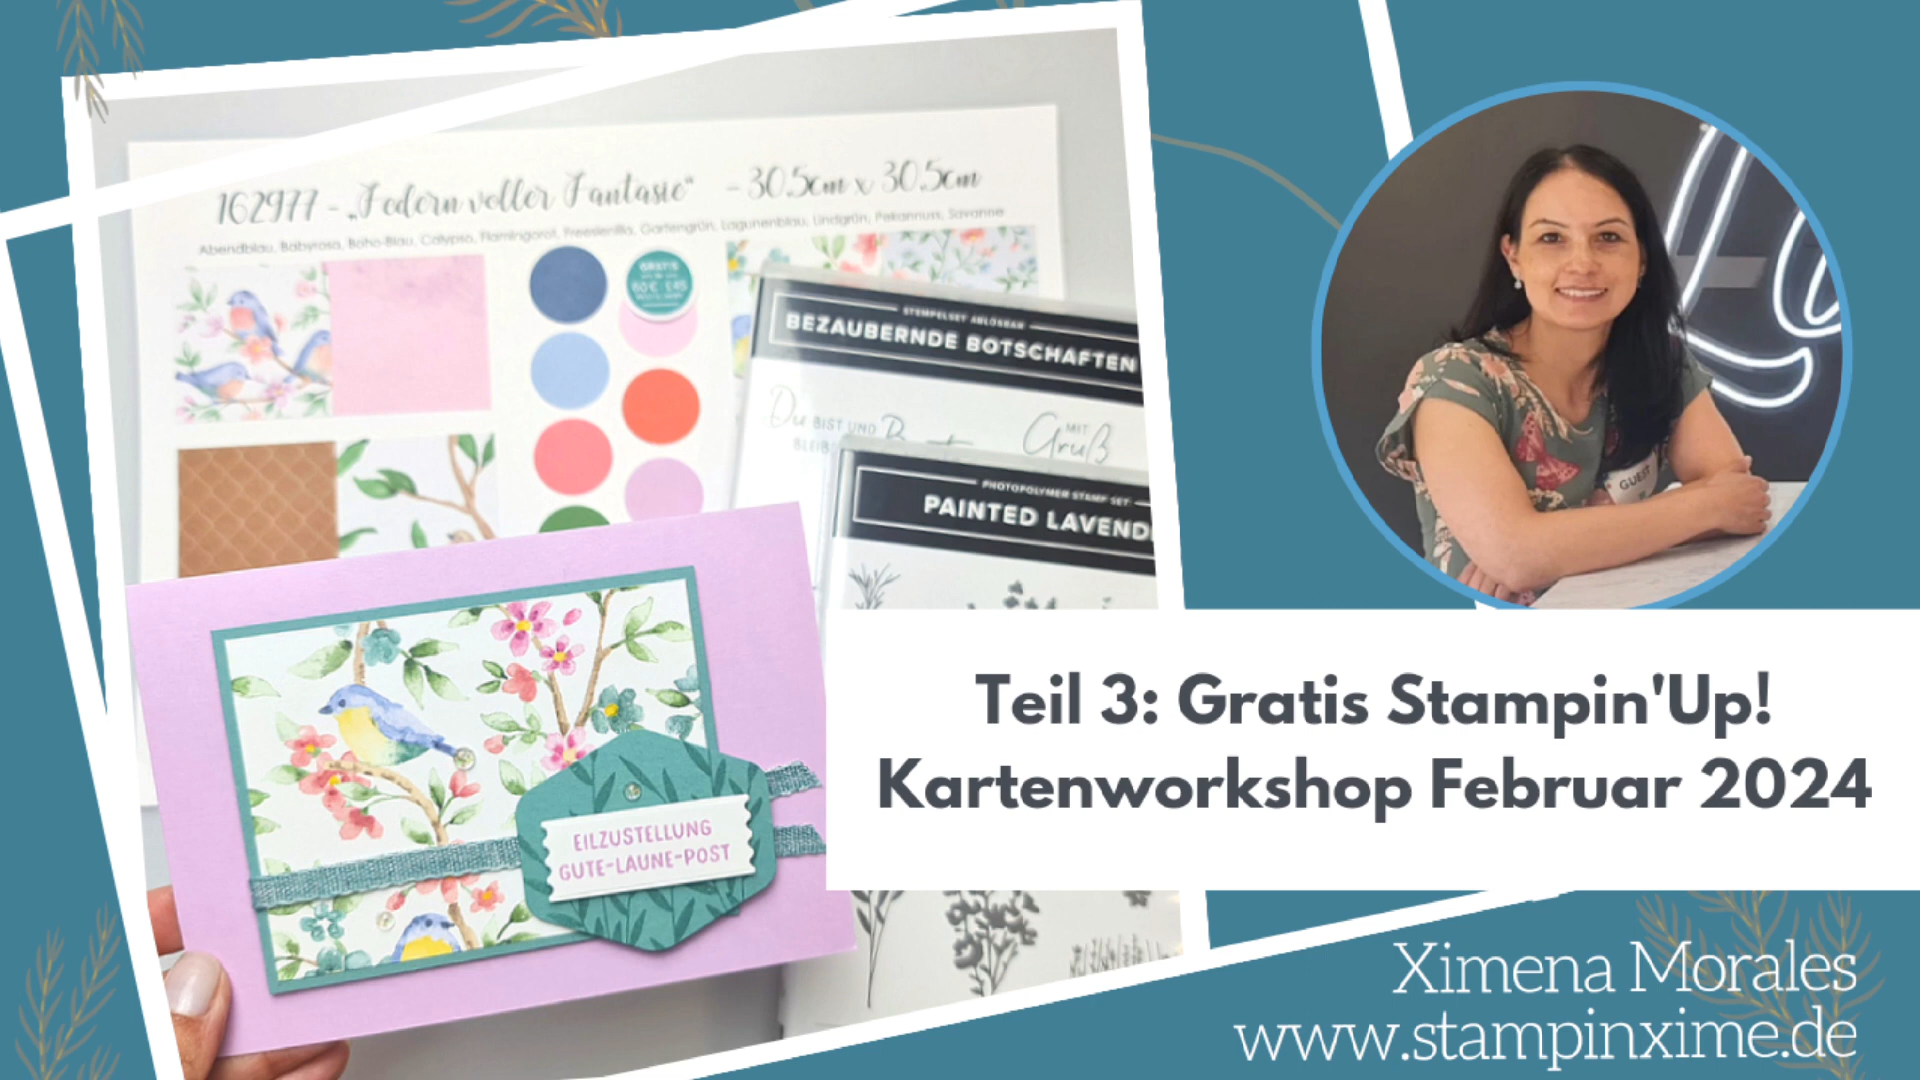 162977 - „Federn voller Fantasie“ - 30.5cm x 30.5cm
Abendblau, Babyrosa, Boho-Blau, Calypso, Flamingorot, Freesienlila, Gartengrün, Lagunenblau, Lindgrün, Pekannuss, Savanne
GRATIS
STEMPELSET ABLÖSBAR
BEZAUBERNDE BOTSCHAFTEN
Du BIST UND
BLEIBS
MIT
Gruß
PHOTOPOLYMER STAMP SET
PAINTED LAVEND
EILZUSTELLUNG
GUTE-LAUNE-POST
GUEST
Teil 3: Gratis Stampin'Up!
Kartenworkshop Februar 2024
Ximena Morales
www.stampinxime.de